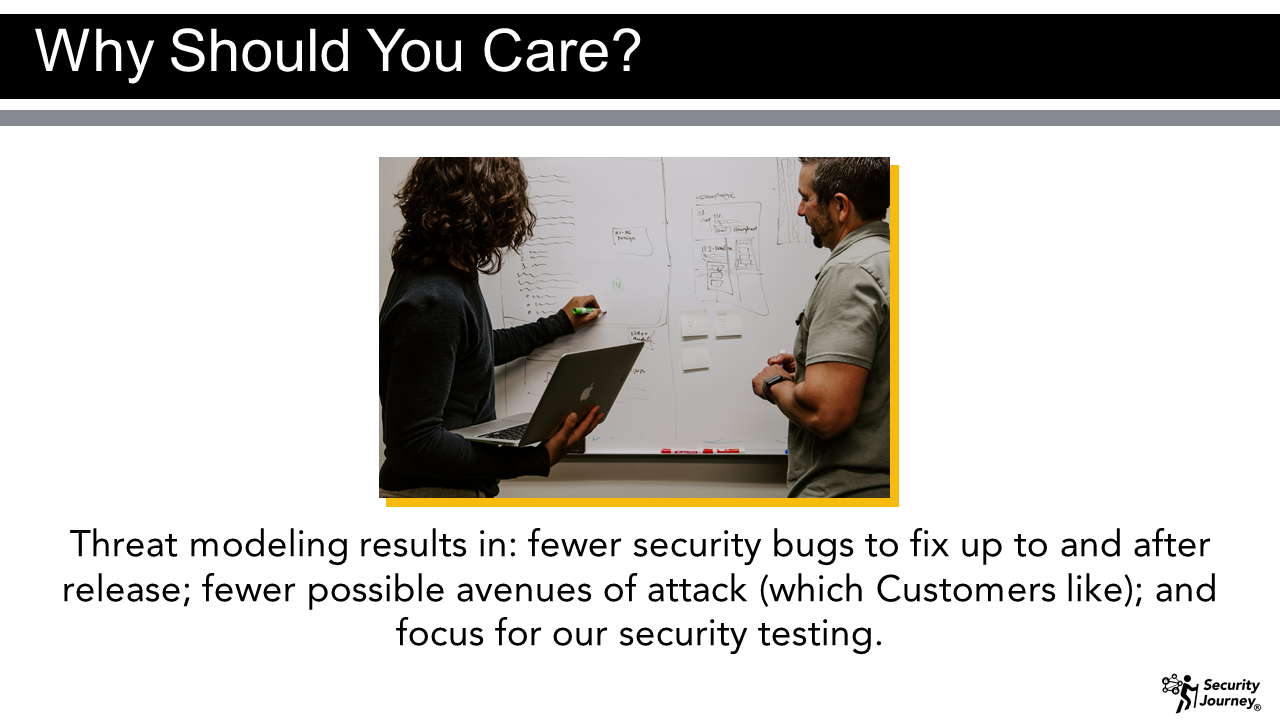 Why Should You Care?
Threat modeling results in: fewer security bugs to fix up to and after
release; fewer possible avenues of attack (which Customers like); and
focus for our security testing.
Security
Journey®